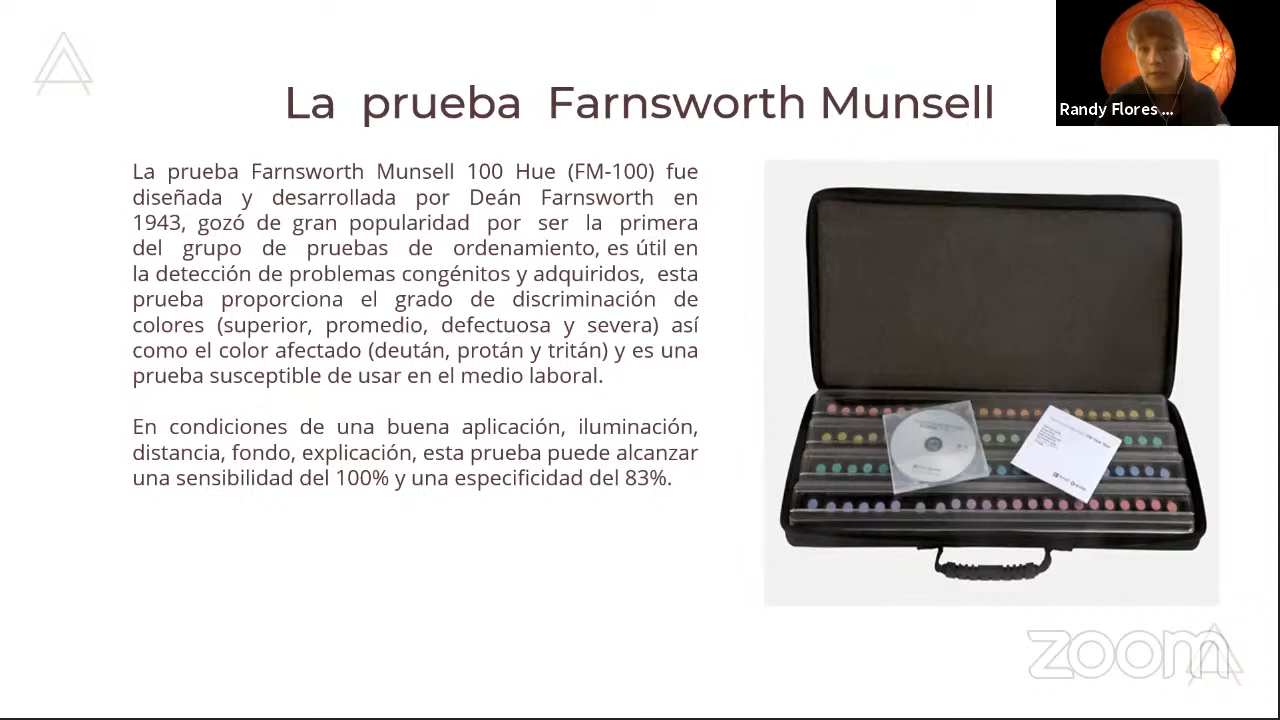 La prueba Farnsworth Munsell
Randy Flores ...
La prueba Farnsworth Munsell 100 Hue (FM-100) fue
diseñada y desarrollada por Deán Farnsworth en
1943, gozó de gran popularidad por ser la primera
del grupo de pruebas de ordenamiento, es útil en
la detección de problemas congénitos y adquiridos, esta
prueba proporciona el grado de discriminación de
colores (superior, promedio, defectuosa y severa) así
como el color afectado (deután, protán y tritán) y es una
prueba susceptible de usar en el medio laboral.
En condiciones de una buena aplicación, iluminación,
distancia, fondo, explicación, esta prueba puede alcanzar
una sensibilidad del 100% y una especificidad del 83%.
zoom